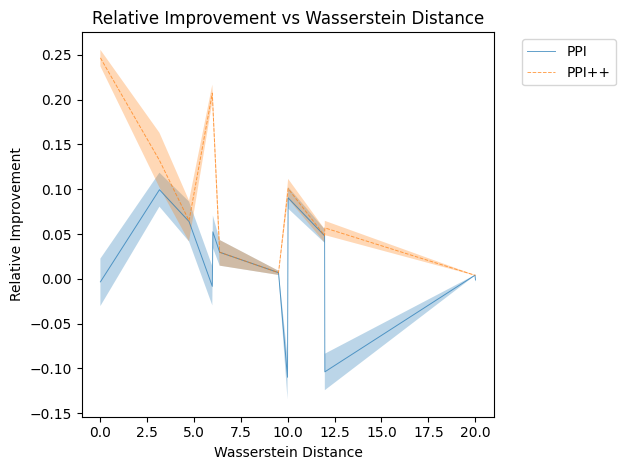 Relative Improvement vs Wasserstein Distance
PPI
PPI++
Relative Improvement
0.25
0.20
0.15
0.10
0.05
0.00
−0.05
−0.10
−0.15
0.0 2.5 5.0 7.5 10.0 12.5 15.0 17.5 20.0
Wasserstein Distance